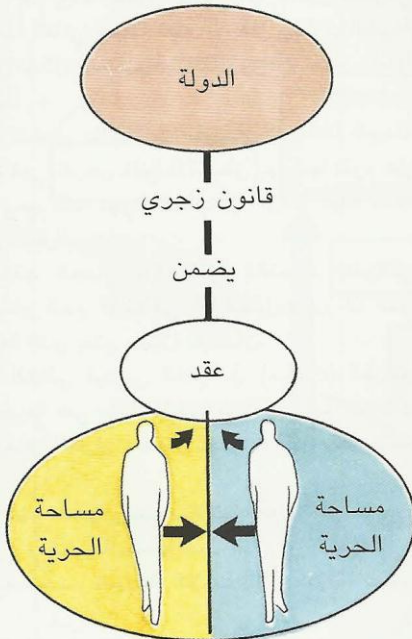 الدولة
قانون زجري
يضمن
عقد
مساحة
الحرية
مساحة
الحرية